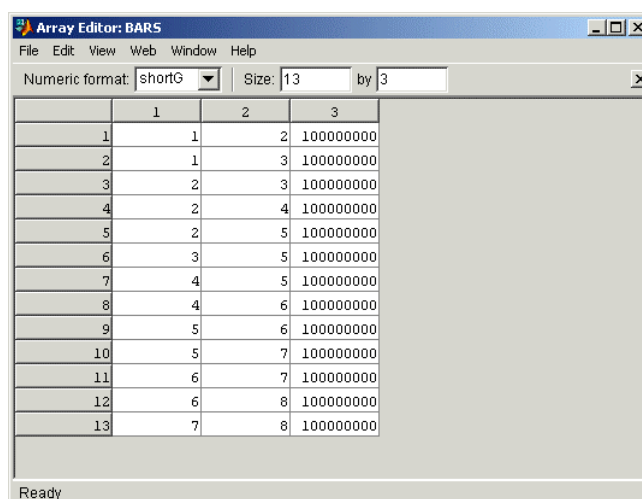 Array Editor: BARS
File Edit View Web Window Help
Numeric format: shortG Size: 13 by 3
1 2 3
1 1 2 100000000
2 1 3 100000000
3 2 3 100000000
4 2 4 100000000
5 2 5 100000000
6 3 5 100000000
7 4 5 100000000
8 4 6 100000000
9 5 6 100000000
10 5 7 100000000
11 6 7 100000000
12 6 8 100000000
13 7 8 100000000
Ready